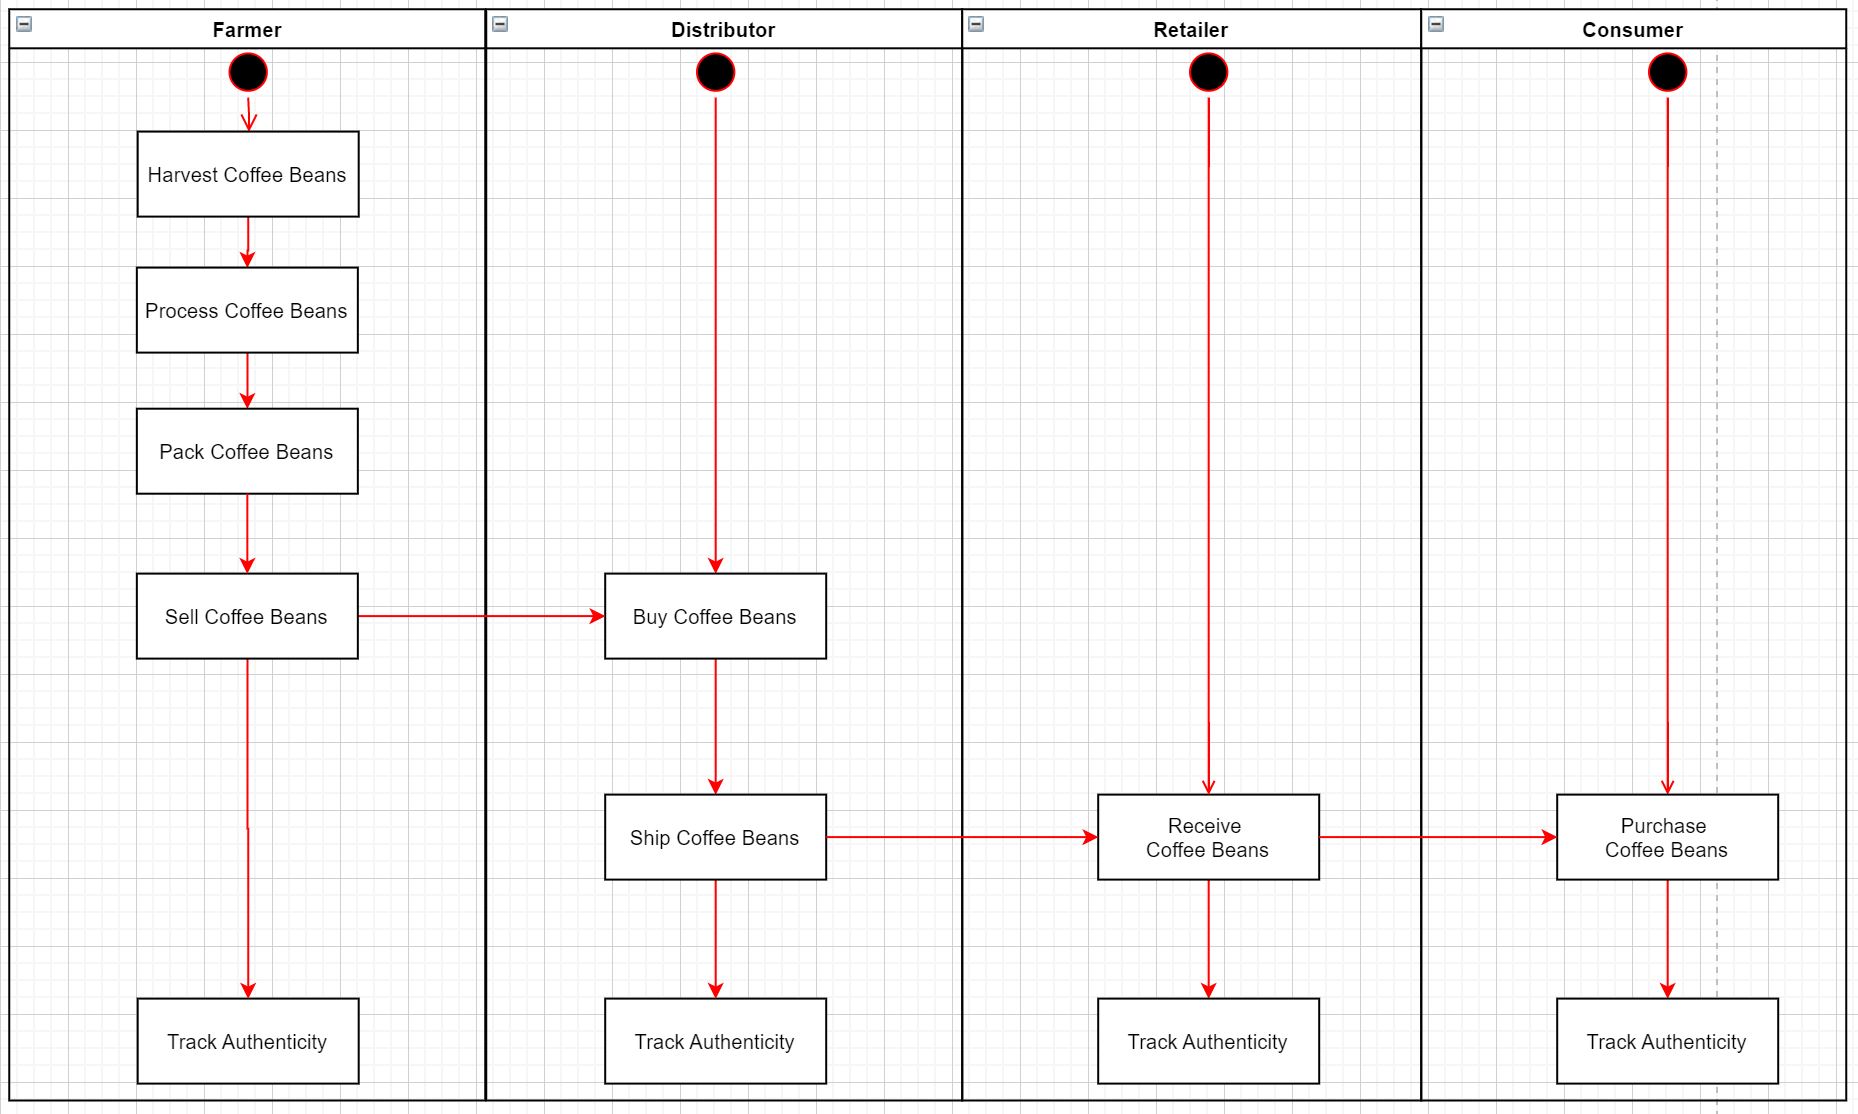 Farmer
Distributor
Retailer
Consumer
Harvest Coffee Beans
Process Coffee Beans
Pack Coffee Beans
Sell Coffee Beans
Buy Coffee Beans
Ship Coffee Beans
Receive
Coffee Beans
Purchase
Coffee Beans
Track Authenticity
Track Authenticity
Track Authenticity
Track Authenticity